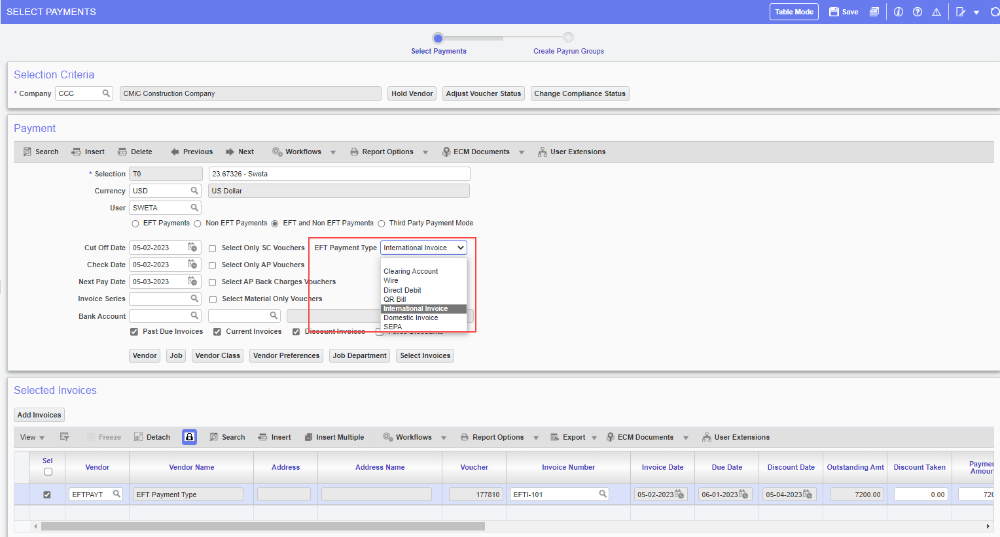 SELECT PAYMENTS
Table Mode Save
Select Payments Create Payrun Groups
Selection Criteria
* Company CCC CMiC Construction Company Hold Vendor Adjust Voucher Status Change Compliance Status
Payment
Search Insert Delete Previous Next Workflows Report Options ECM Documents User Extensions
* Selection T0 23.67326 - Sweta
Currency USD US Dollar
User SWETA
EFT Payments Non EFT Payments EFT and Non EFT Payments Third Party Payment Mode
Cut Off Date 05-02-2023 Select Only SC Vouchers EFT Payment Type International Invoice
Check Date 05-02-2023 Select Only AP Vouchers
Next Pay Date 05-03-2023 Select AP Back Charges Vouchers
Invoice Series Select Material Only Vouchers
Bank Account
Clearing Account
Wire
Direct Debit
QR Bill
International Invoice
Domestic Invoice
SEPA
Past Due Invoices Current Invoices Discount Invoices Force Discounts
Vendor Job Vendor Class Vendor Preferences Job Department Select Invoices
Selected Invoices
Add Invoices
View Freeze Detach Search Insert Insert Multiple Workflows Report Options Export ECM Documents User Extensions
Sel Vendor Vendor Name Address Address Name Voucher Invoice Number Invoice Date Due Date Discount Date Outstanding Amt Discount Taken Paymen
Amoun
EFTPAYT EFT Payment Type 177810 EFTI-101 05-02-2023 06-01-2023 05-04-2023 7200.00 0.00 720